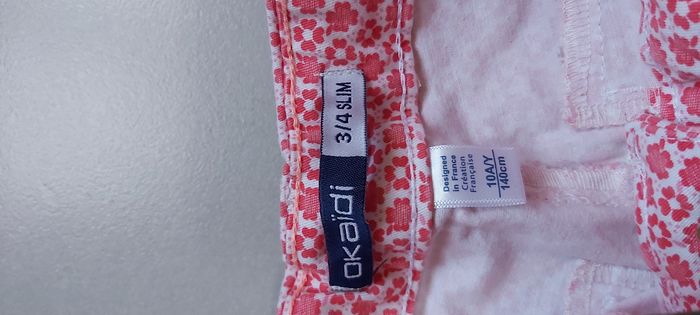 okaïdi
3/4 SLIM
Designed
in France
Création
Française
10A/Y
140cm